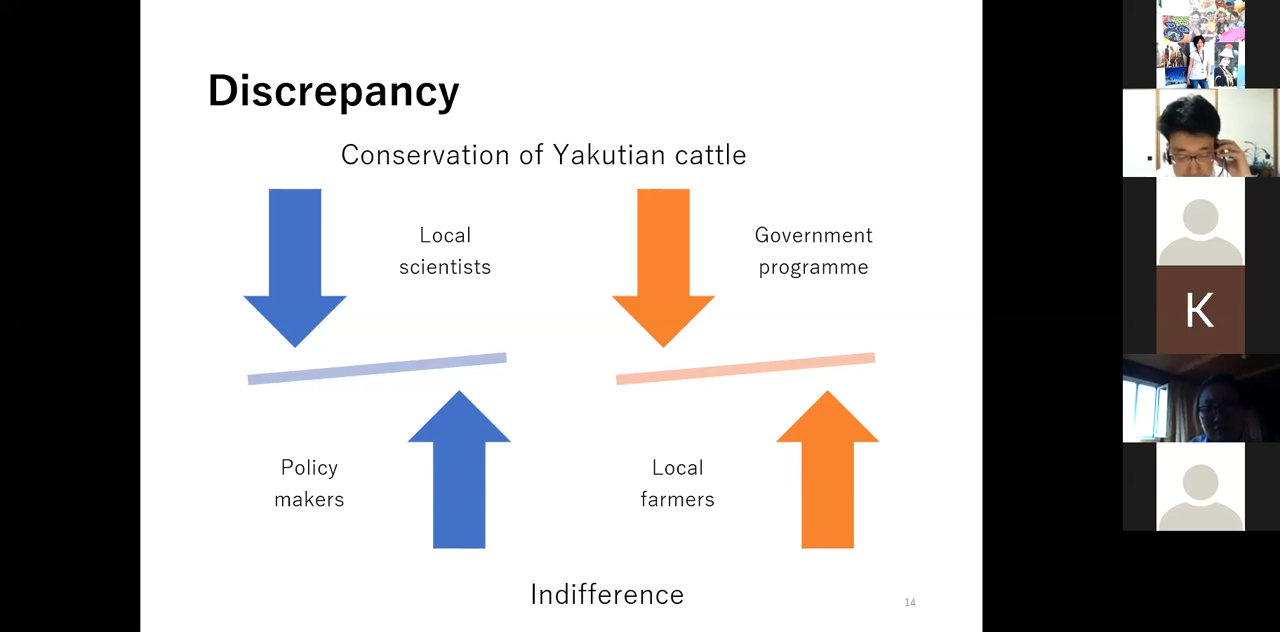 Discrepancy
Conservation of Yakutian cattle
Local
scientists
Government
programme
Policy
makers
Local
farmers
Indifference
14
K